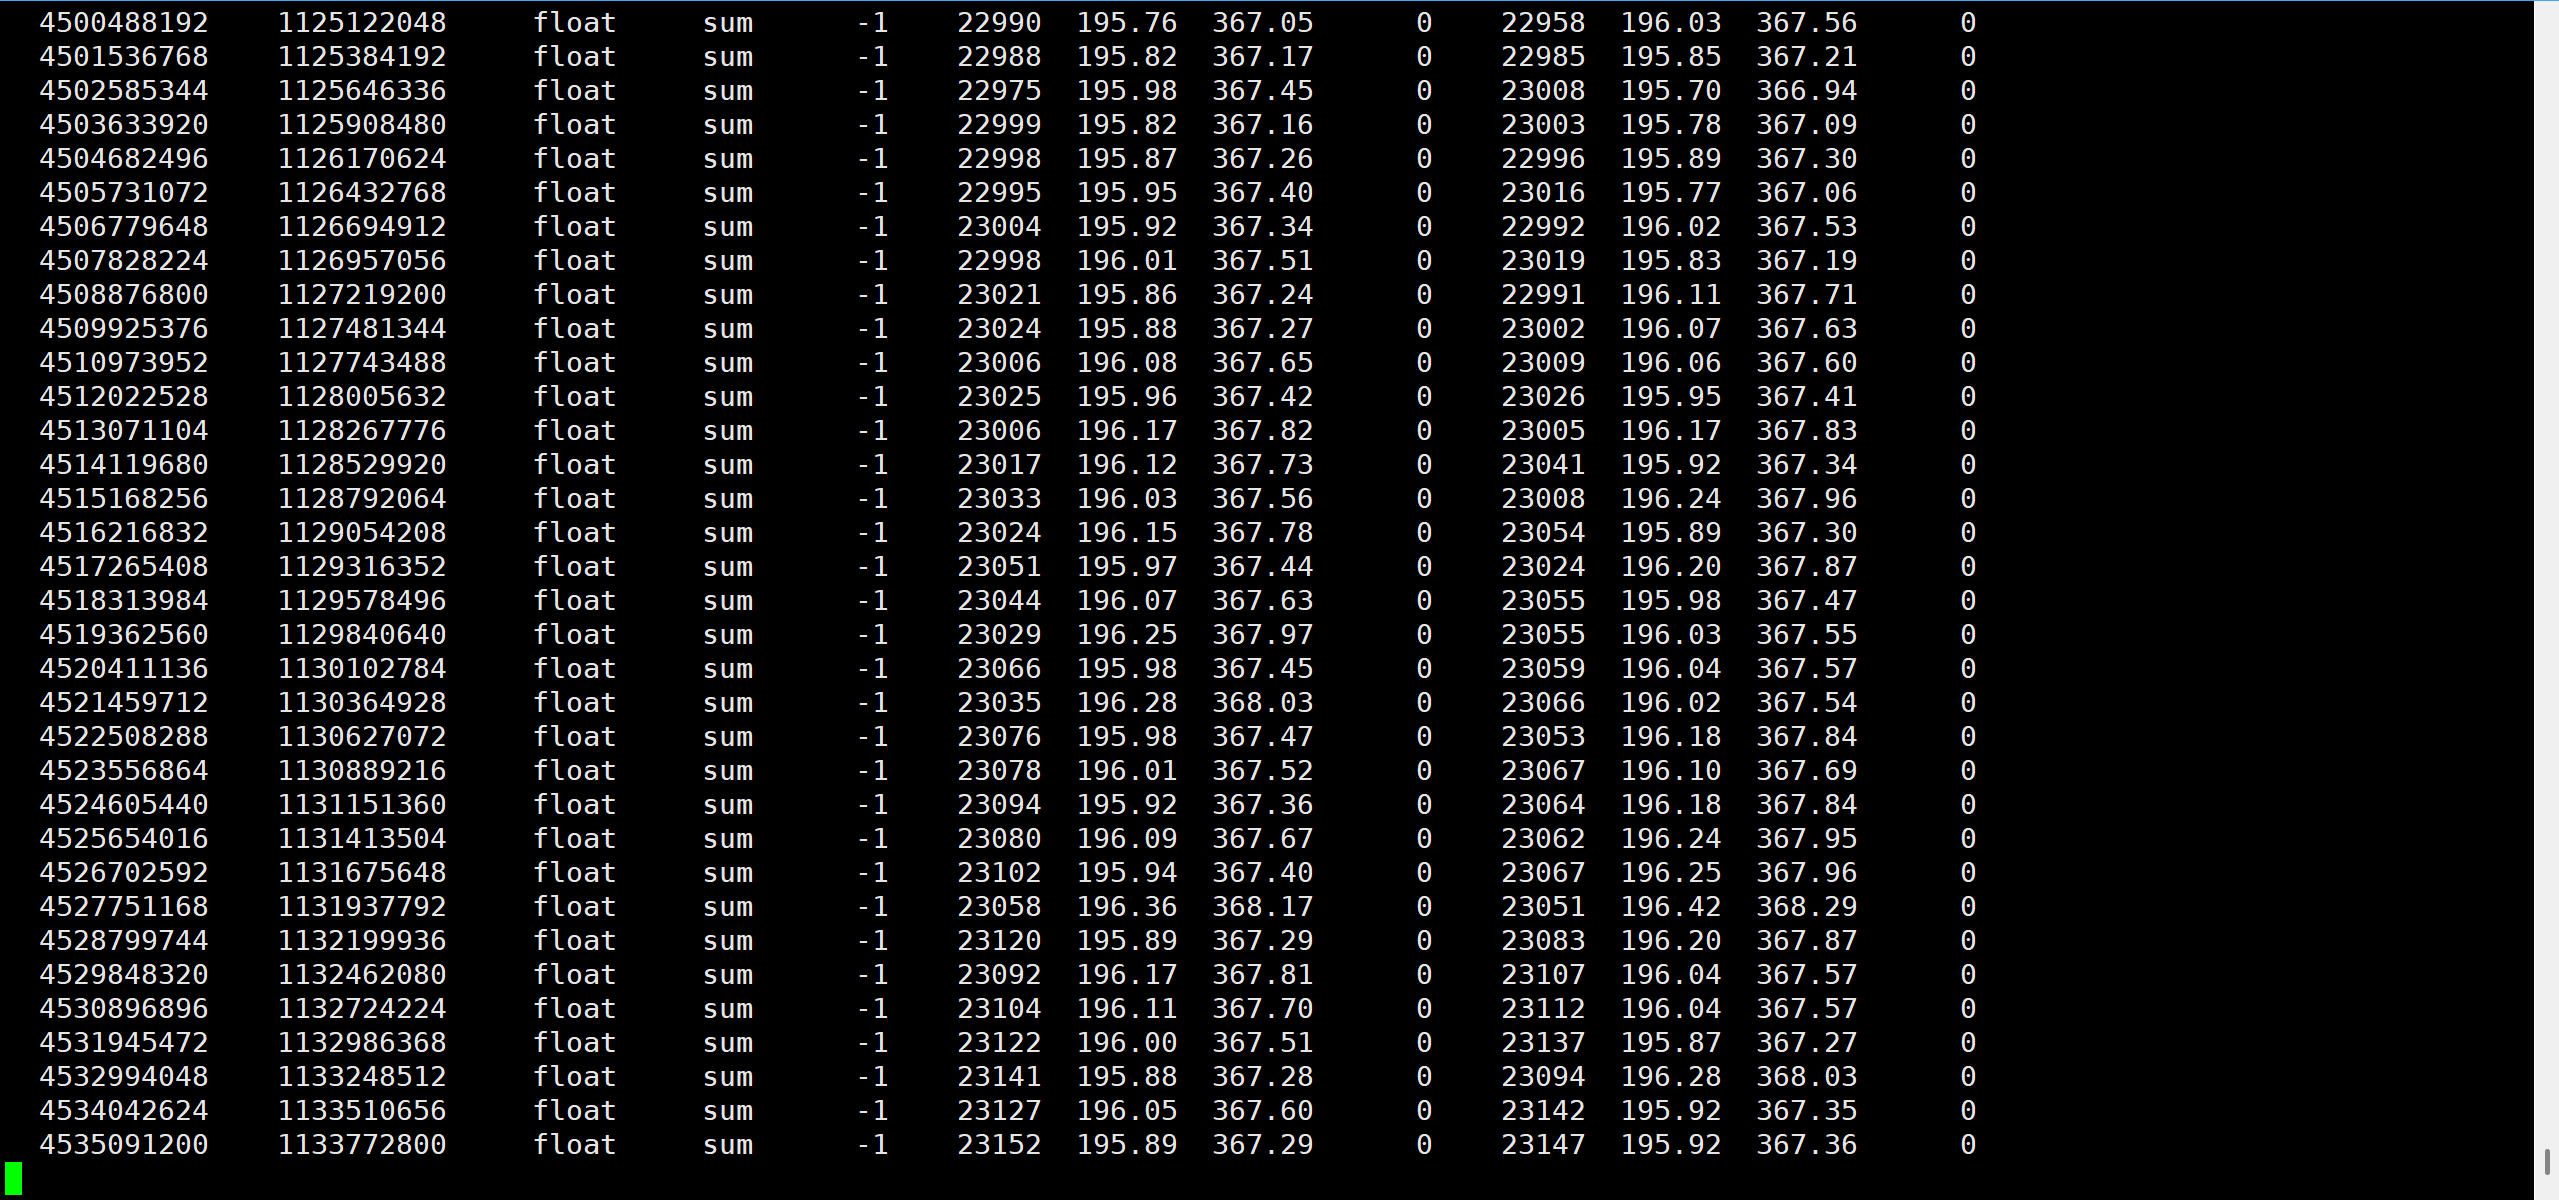 4500488192 1125122048 float sum -1 22990 195.76 367.05 0 22958 196.03 367.56 0
4501536768 1125384192 float sum -1 22988 195.82 367.17 0 22985 195.85 367.21 0
4502585344 1125646336 float sum -1 22975 195.98 367.45 0 23008 195.70 366.94 0
4503633920 1125908480 float sum -1 22999 195.82 367.16 0 23003 195.78 367.09 0
4504682496 1126170624 float sum -1 22998 195.87 367.26 0 22996 195.89 367.30 0
4505731072 1126432768 float sum -1 22995 195.95 367.40 0 23016 195.77 367.06 0
4506779648 1126694912 float sum -1 23004 195.92 367.34 0 22992 196.02 367.53 0
4507828224 1126957056 float sum -1 22998 196.01 367.51 0 23019 195.83 367.19 0
4508876800 1127219200 float sum -1 23021 195.86 367.24 0 22991 196.11 367.71 0
4509925376 1127481344 float sum -1 23024 195.88 367.27 0 23002 196.07 367.63 0
4510973952 1127743488 float sum -1 23006 196.08 367.65 0 23009 196.06 367.60 0
4512022528 1128005632 float sum -1 23025 195.96 367.42 0 23026 195.95 367.41 0
4513071104 1128267776 float sum -1 23006 196.17 367.82 0 23005 196.17 367.83 0
4514119680 1128529920 float sum -1 23017 196.12 367.73 0 23041 195.92 367.34 0
4515168256 1128792064 float sum -1 23033 196.03 367.56 0 23008 196.24 367.96 0
4516216832 1129054208 float sum -1 23024 196.15 367.78 0 23054 195.89 367.30 0
4517265408 1129316352 float sum -1 23051 195.97 367.44 0 23024 196.20 367.87 0
4518313984 1129578496 float sum -1 23044 196.07 367.63 0 23055 195.98 367.47 0
4519362560 1129840640 float sum -1 23029 196.25 367.97 0 23055 196.03 367.55 0
4520411136 1130102784 float sum -1 23066 195.98 367.45 0 23059 196.04 367.57 0
4521459712 1130364928 float sum -1 23035 196.28 368.03 0 23066 196.02 367.54 0
4522508288 1130627072 float sum -1 23076 195.98 367.47 0 23053 196.18 367.84 0
4523556864 1130889216 float sum -1 23078 196.01 367.52 0 23067 196.10 367.69 0
4524605440 1131151360 float sum -1 23094 195.92 367.36 0 23064 196.18 367.84 0
4525654016 1131413504 float sum -1 23080 196.09 367.67 0 23062 196.24 367.95 0
4526702592 1131675648 float sum -1 23102 195.94 367.40 0 23067 196.25 367.96 0
4527751168 1131937792 float sum -1 23058 196.36 368.17 0 23051 196.42 368.29 0
4528799744 1132199936 float sum -1 23120 195.89 367.29 0 23083 196.20 367.87 0
4529848320 1132462080 float sum -1 23092 196.17 367.81 0 23107 196.04 367.57 0
4530896896 1132724224 float sum -1 23104 196.11 367.70 0 23112 196.04 367.57 0
4531945472 1132986368 float sum -1 23122 196.00 367.51 0 23137 195.87 367.27 0
4532994048 1133248512 float sum -1 23141 195.88 367.28 0 23094 196.28 368.03 0
4534042624 1133510656 float sum -1 23127 196.05 367.60 0 23142 195.92 367.35 0
4535091200 1133772800 float sum -1 23152 195.89 367.29 0 23147 195.92 367.36 0